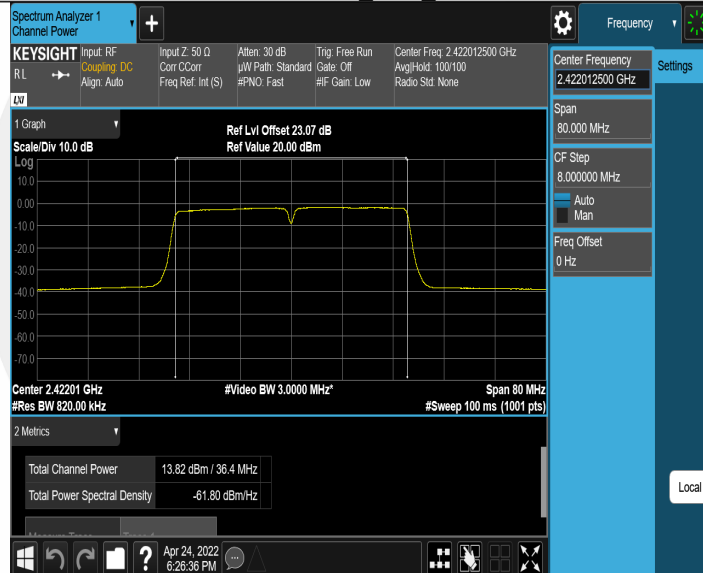 Spectrum Analyzer 1
Channel Power
+
Frequency
KEYSIGHT
RL
LXI
Input: RF
Coupling: DC
Align: Auto
Input Z: 50 Ω
Corr CCorr
Freq Ref: Int (S)
Atten: 30 dB
µW Path: Standard
#PNO: Fast
Trig: Free Run
Gate: Off
#IF Gain: Low
Center Freq: 2.422012500 GHz
Avg|Hold: 100/100
Radio Std: None
Center Frequency
2.422012500 GHz
Settings
Span
80.000 MHz
CF Step
8.000000 MHz
Auto
Man
Freq Offset
0 Hz
Local
1 Graph
Scale/Div 10.0 dB
Ref Lvl Offset 23.07 dB
Ref Value 20.00 dBm
Log
10.0
0.00
-10.0
-20.0
-30.0
-40.0
-50.0
-60.0
-70.0
Center 2.42201 GHz
#Video BW 3.0000 MHz*
Span 80 MHz
#Res BW 820.00 kHz
#Sweep 100 ms (1001 pts)
2 Metrics
Total Channel Power 13.82 dBm / 36.4 MHz
Total Power Spectral Density -61.80 dBm/Hz
?
Apr 24, 2022
6:26:36 PM